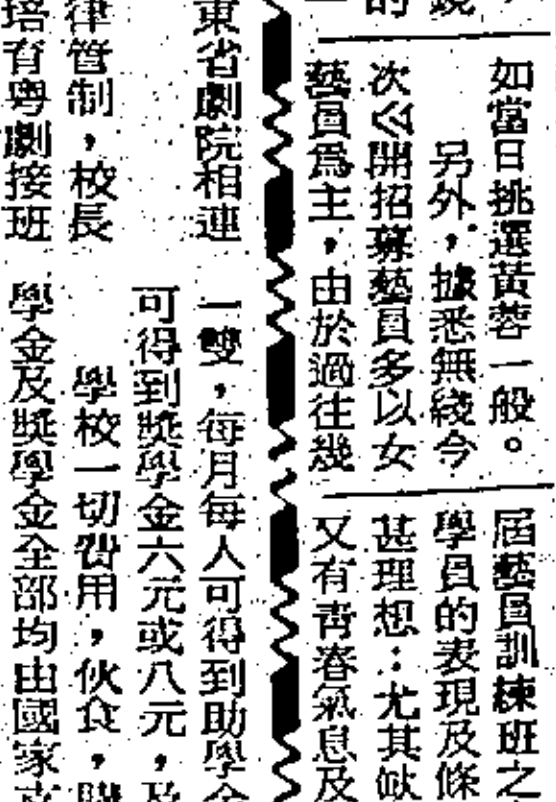 如當日挑選黃蓉一般。
另外，據悉無綫今
次公開招募藝員多以女
藝員爲主，由於過往幾
屆藝員訓練班之
學員的表現及條
甚理想：尤其缺
又有靑春氣息及
東省劇院相連
律管制，校長
培有粵劇接班
一雙，每月每人可得到助學金
可得到獎學金六元或八元，及
學校一切費用，伙食，
學金及獎學金全部均由國家